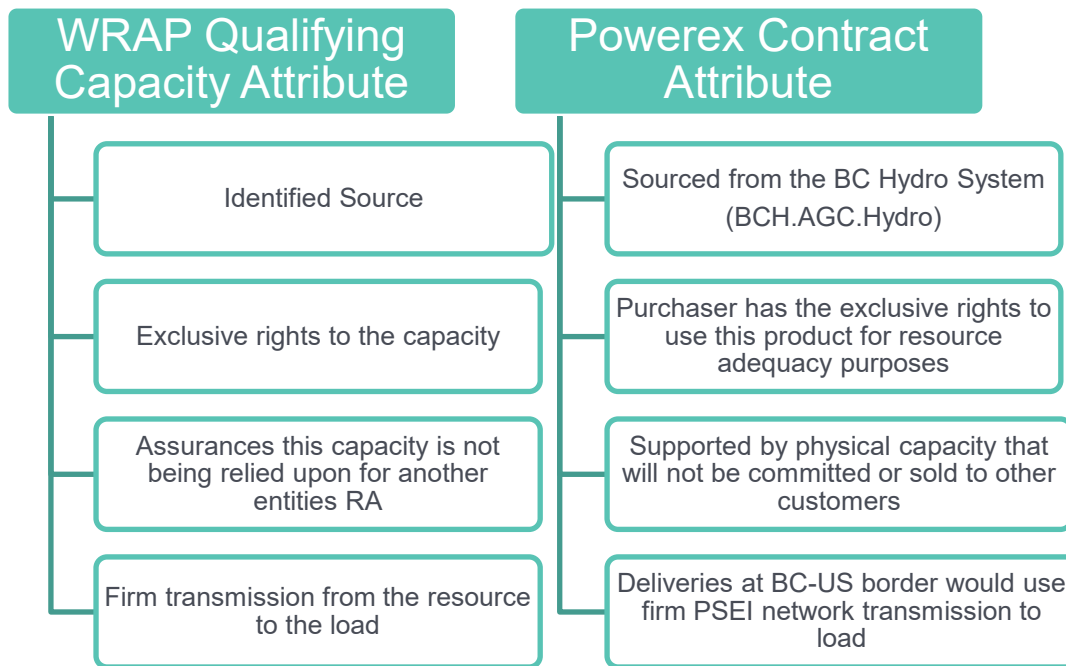 WRAP Qualifying
Capacity Attribute
Identified Source
Exclusive rights to the capacity
Assurances this capacity is not
being relied upon for another
entities RA
Firm transmission from the resource
to the load
Powerex Contract
Attribute
Sourced from the BC Hydro System
(BCH.AGC.Hydro)
Purchaser has the exclusive rights to
use this product for resource
adequacy purposes
Supported by physical capacity that
will not be committed or sold to other
customers
Deliveries at BC-US border would use
firm PSEI network transmission to
load